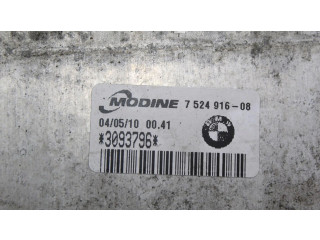 MODINE 7 524 916-08
04/05/10 00.41
*3093796*
BMW